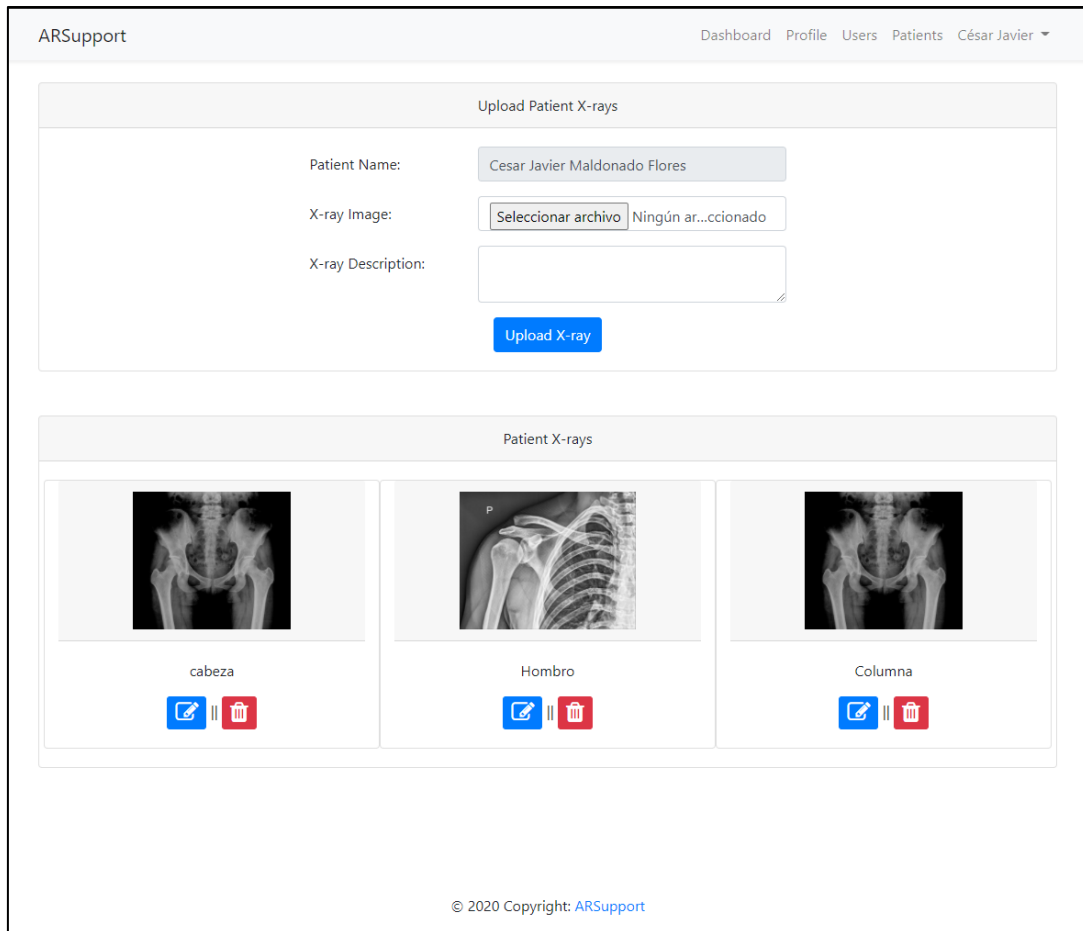 ARSupport Dashboard Profile Users Patients César Javier
Upload Patient X-rays
Patient Name: Cesar Javier Maldonado Flores
X-ray Image: Seleccionar archivo Ningún ar...ccionado
X-ray Description:
Upload X-ray
Patient X-rays
P
cabeza || Hombro || Columna ||
© 2020 Copyright: ARSupport